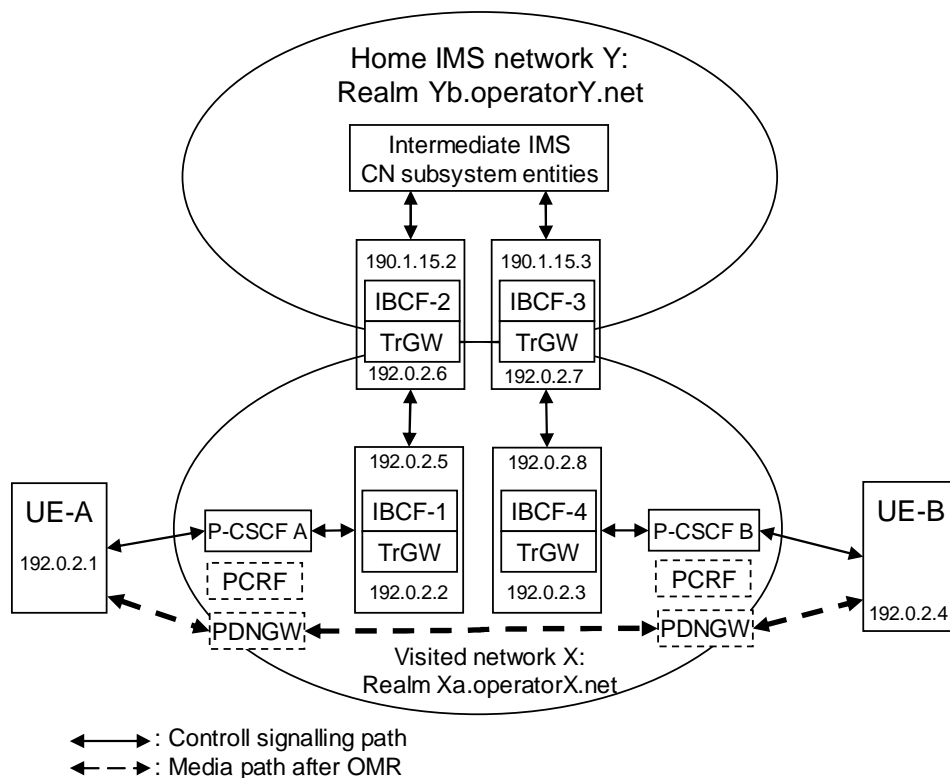 Home IMS network Y:
Realm Yb.operatorY.net
Intermediate IMS
CN subsystem entities
190.1.15.2
190.1.15.3
IBCF-2
IBCF-3
TrGW
TrGW
192.0.2.6
192.0.2.7
192.0.2.5
192.0.2.8
UE-A
UE-B
IBCF-1
IBCF-4
P-CSCF A
P-CSCF B
192.0.2.1
TrGW
TrGW
PCRF
PCRF
192.0.2.2
192.0.2.3
192.0.2.4
PDNGW
PDNGW
Visited network X:
Realm Xa.operatorX.net
: Controll signalling path
: Media path after OMR